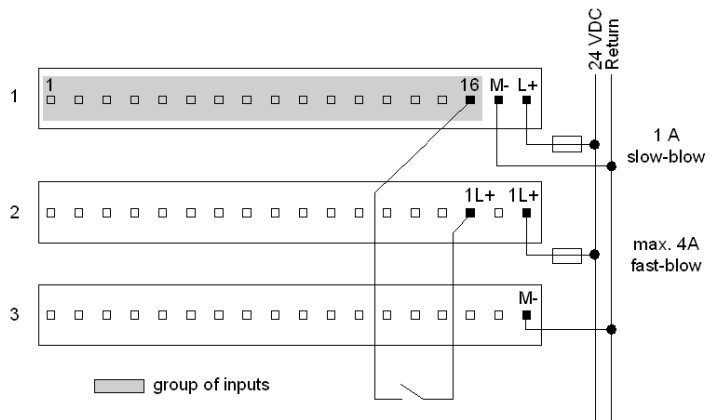 24 VDC
Return
1
1
16
M-
L+
1 A
slow-blow
2
1L+
1L+
max. 4A
fast-blow
3
M-
group of inputs